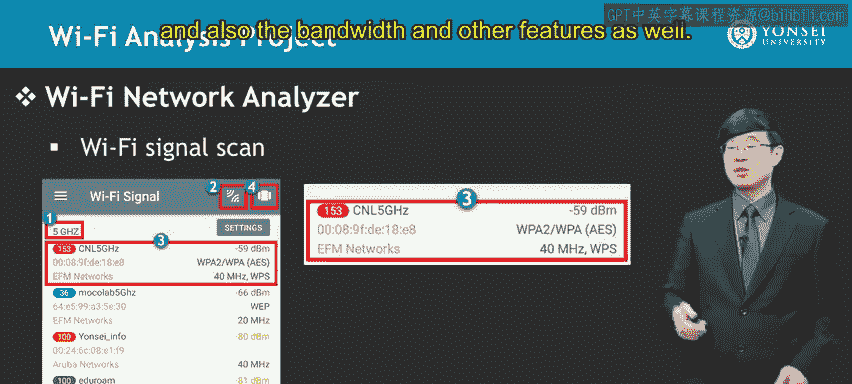 GPT中英字幕课程资源@bilibili.com
and also the bandwidth and other features as well.
Wi-Fi Analysis Project
YONSEI
UNIVERSITY
❖ Wi-Fi Network Analyzer
▪ Wi-Fi signal scan
2 4
Wi-Fi Signal
1
5 GHZ
SETTINGS
3
153 CNL5GHz -59 dBm
00:08:9f:de:18:e8 WPA2/WPA (AES)
EFM Networks 40 MHz, WPS
36 mocolab5Ghz -66 dBm
64:e5:99:a3:5e:30 WEP
EFM Networks 20 MHz
100 Yonsei_info -80 dBm
00:24:6c:08:e1:f9
Aruba Networks 40 MHz
100 eduroam -81 dBm
3
153 CNL5GHz -59 dBm
00:08:9f:de:18:e8 WPA2/WPA (AES)
EFM Networks 40 MHz, WPS